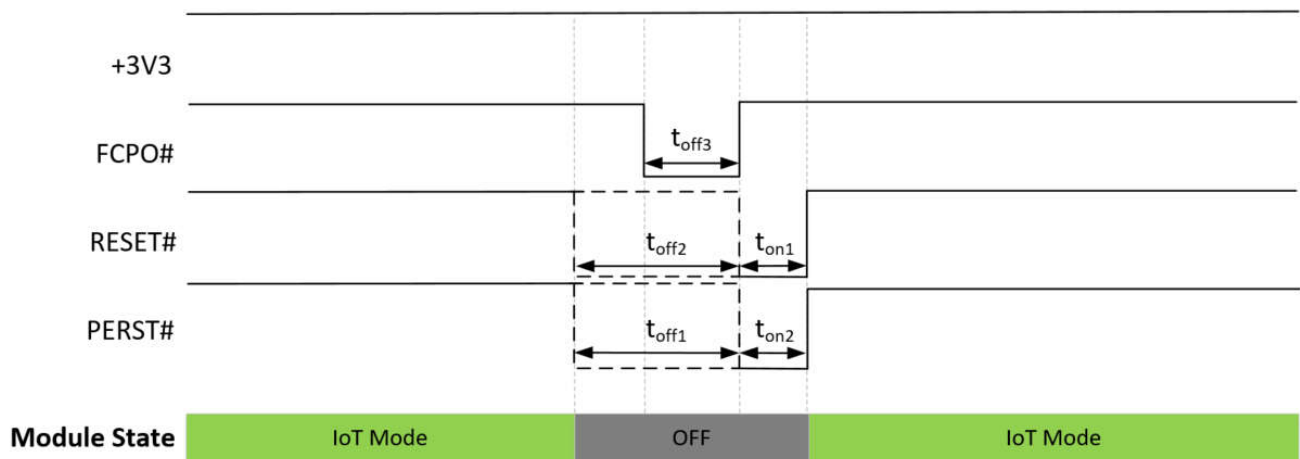 +3V3
FCPO#
toff3
RESET#
toff2
ton1
PERST#
toff1
ton2
Module State
IoT Mode
OFF
IoT Mode